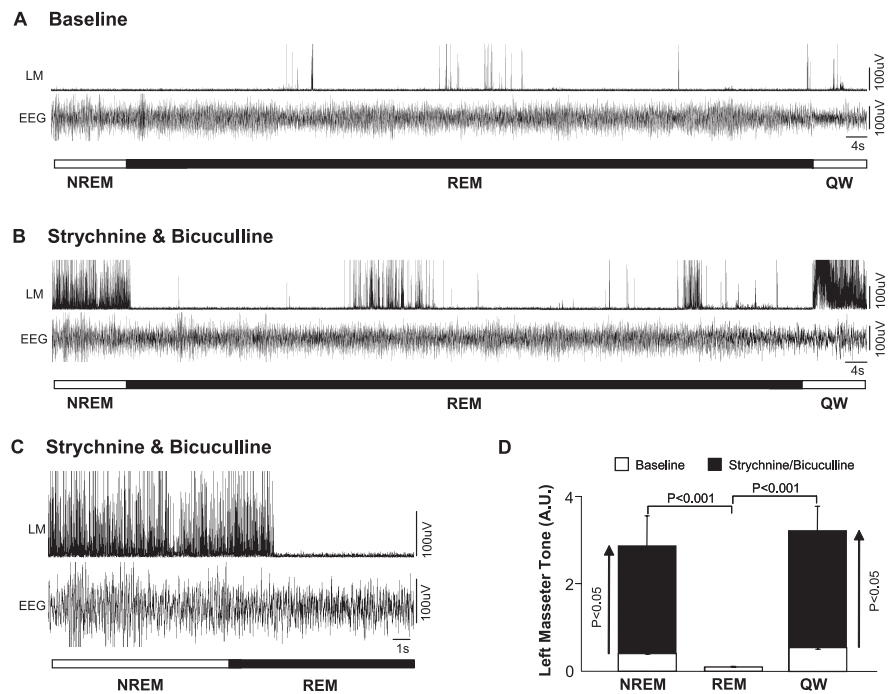 A Baseline
LM
100uV
EEG
100uV
4s
NREM REM QW
B Strychnine & Bicuculline
LM
100uV
EEG
100uV
4s
NREM REM QW
C Strychnine & Bicuculline
LM
100uV
EEG
100uV
1s
NREM REM
D
Baseline Strychnine/Bicuculline
Left Masseter Tone (A.U.)
4
2
0
P<0.001 P<0.001
P<0.05
P<0.05
NREM REM QW